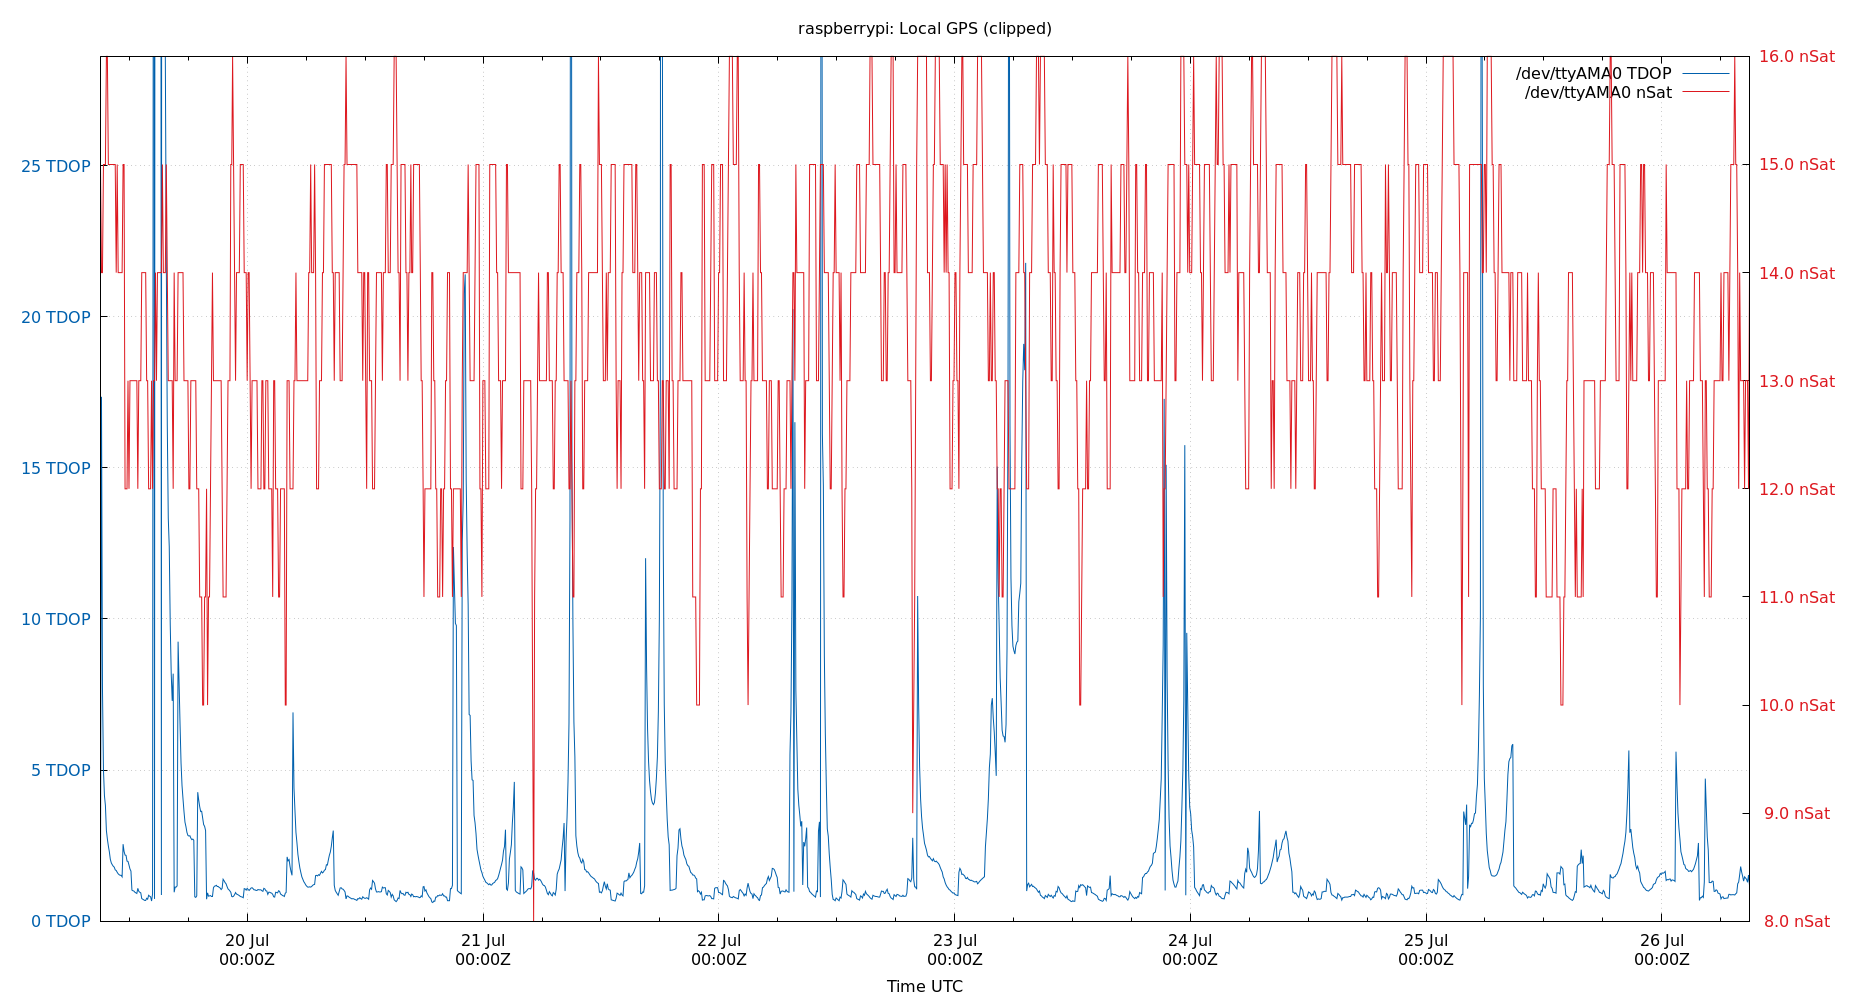 raspberrypi: Local GPS (clipped)
16.0 nSat
/dev/ttyAMA0 TDOP
/dev/ttyAMA0 nSat
25 TDOP
15.0 nSat
14.0 nSat
20 TDOP
13.0 nSat
15 TDOP
12.0 nSat
11.0 nSat
10 TDOP
10.0 nSat
5 TDOP
9.0 nSat
0 TDOP
8.0 nSat
20 Jul
00:00Z
21 Jul
00:00Z
22 Jul
00:00Z
23 Jul
00:00Z
24 Jul
00:00Z
25 Jul
00:00Z
26 Jul
00:00Z
Time UTC